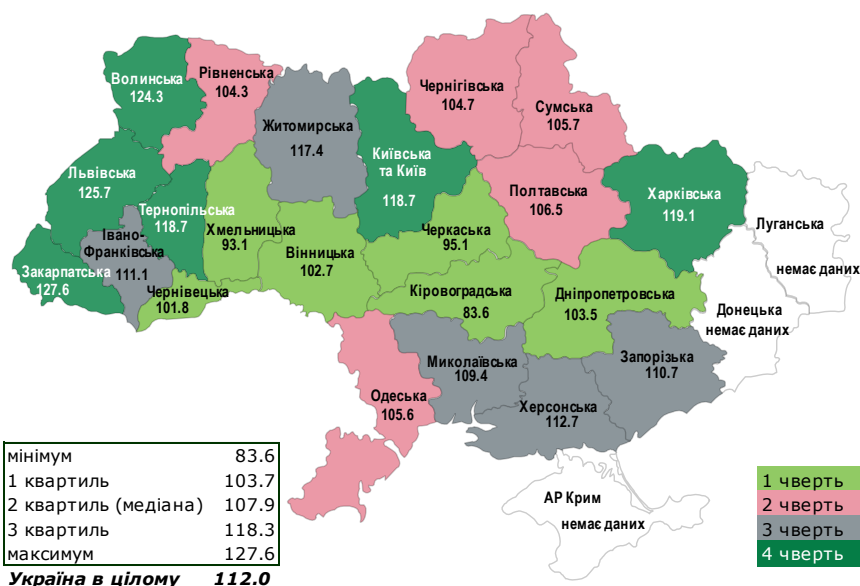 Волинська
124.3
Рівненська
104.3
Житомирська
117.4
Київська
та Київ
118.7
Чернігівська
104.7
Сумська
105.7
Львівська
125.7
Тернопільська
118.7
Хмельницька
93.1
Івано-
Франківська
111.1
Закарпатська
127.6
Чернівецька
101.8
Вінницька
102.7
Черкаська
95.1
Полтавська
106.5
Харківська
119.1
Луганська
немає даних
Кіровоградська
83.6
Дніпропетровська
103.5
Донецька
немає даних
Миколаївська
109.4
Запорізька
110.7
Одеська
105.6
Херсонська
112.7
АР Крим
немає даних
мінімум 83.6
1 квартиль 103.7
2 квартиль (медіана) 107.9
3 квартиль 118.3
максимум 127.6
Україна в цілому 112.0
1 чверть
2 чверть
3 чверть
4 чверть